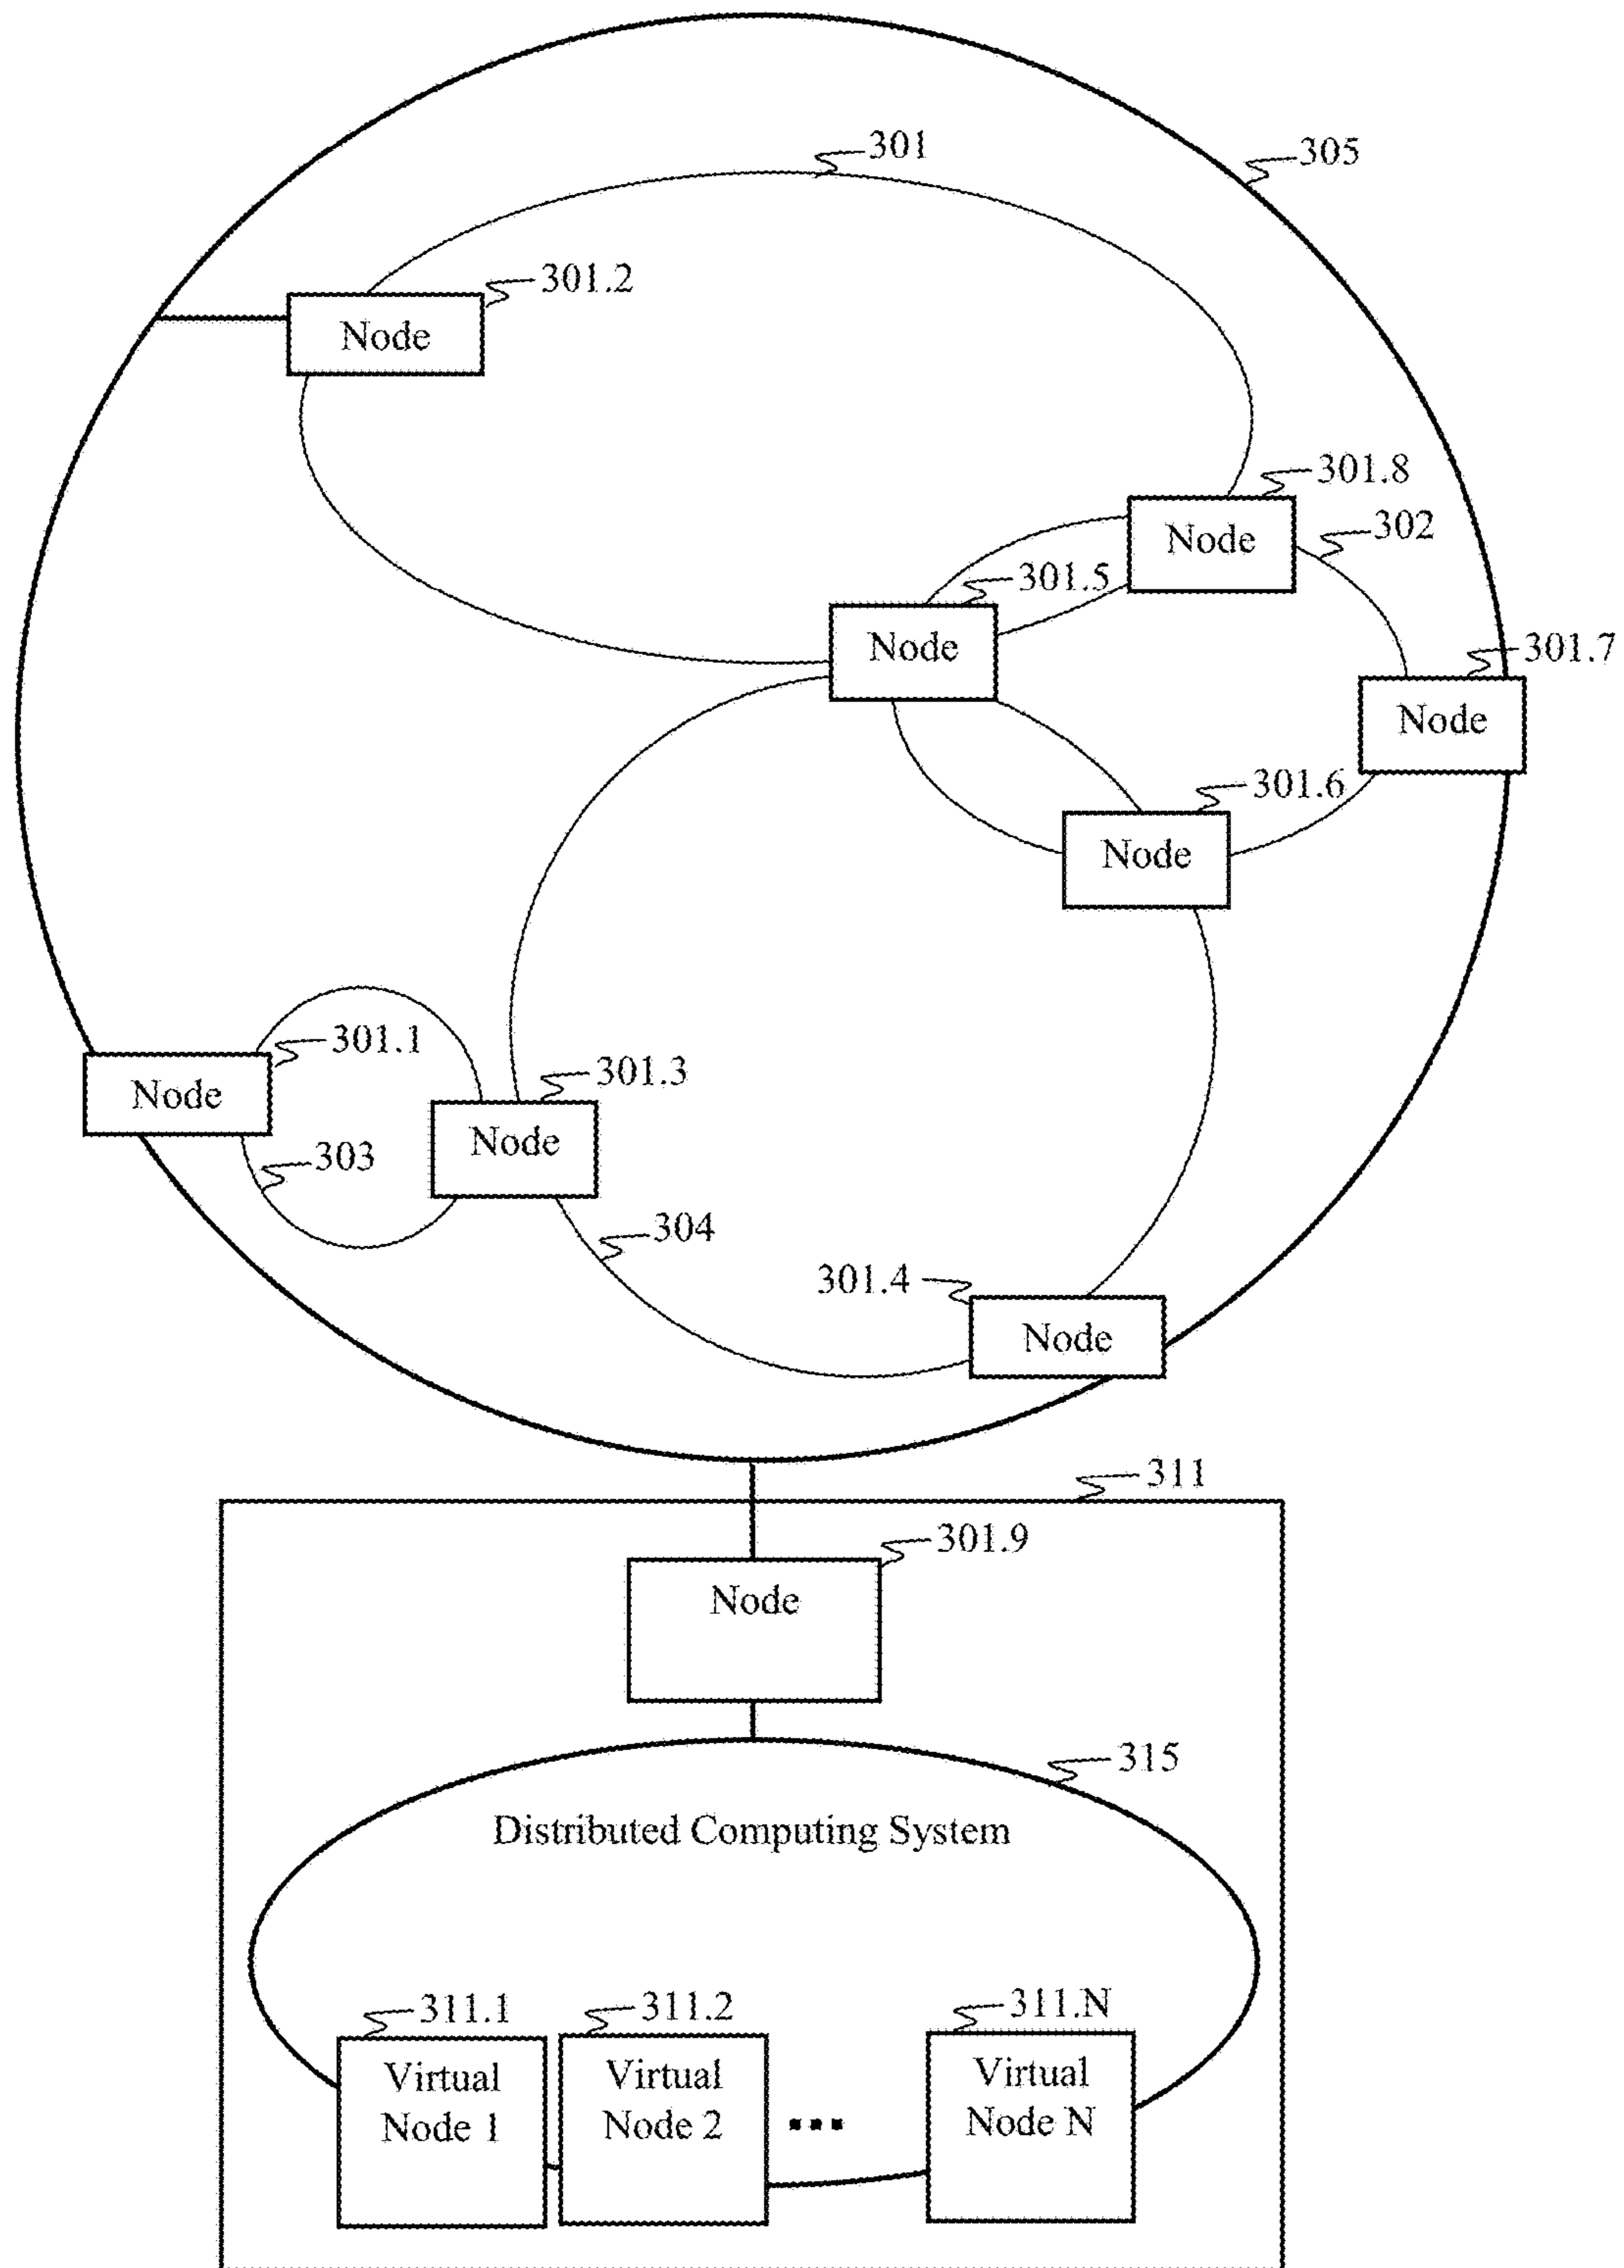 301
305
301.2
Node
301.8
Node
302
301.5
Node
301.7
Node
301.6
Node
301.1
Node
301.3
Node
303
304
301.4
Node
311
301.9
Node
315
Distributed Computing System
311.1
Virtual
Node 1
311.2
Virtual
Node 2
...
311.N
Virtual
Node N